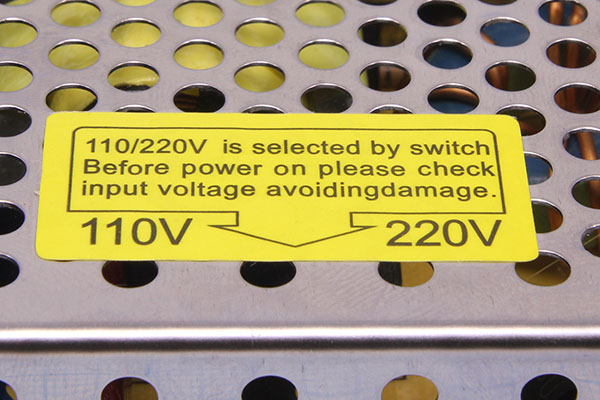 110/220V is selected by switch
Before power on please check
input voltage avoidingdamage.
110V 220V